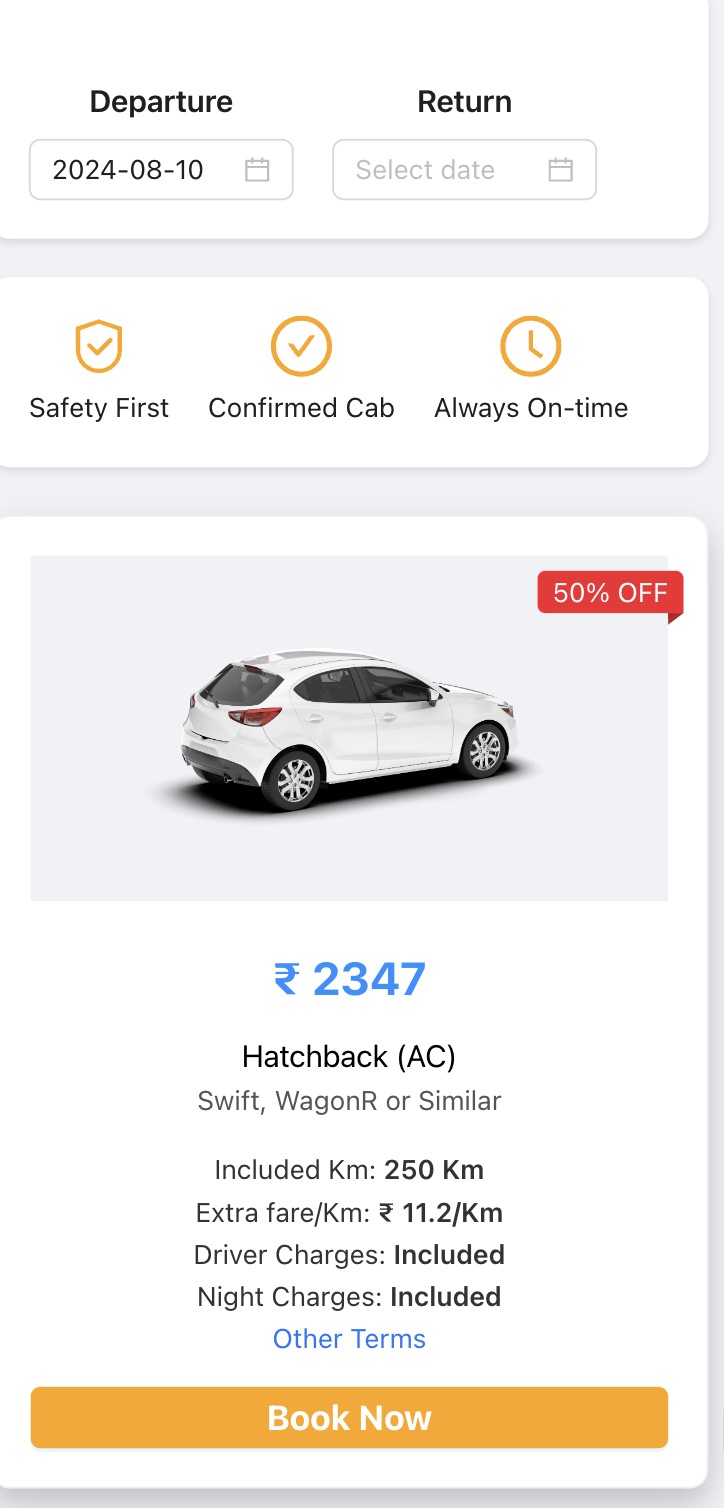 Departure
Return
2024-08-10
Select date
Safety First
Confirmed Cab
Always On-time
50% OFF
₹ 2347
Hatchback (AC)
Swift, WagonR or Similar
Included Km: 250 Km
Extra fare/Km: ₹ 11.2/Km
Driver Charges: Included
Night Charges: Included
Other Terms
Book Now